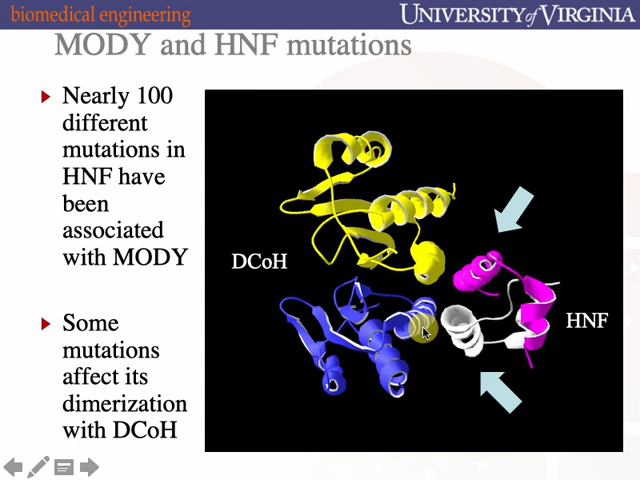 biomedical engineering
UNIVERSITY of VIRGINIA
MODY and HNF mutations
Nearly 100
different
mutations in
HNF have
been
associated
with MODY
DCoH
HNF
Some
mutations
affect its
dimerization
with DCoH